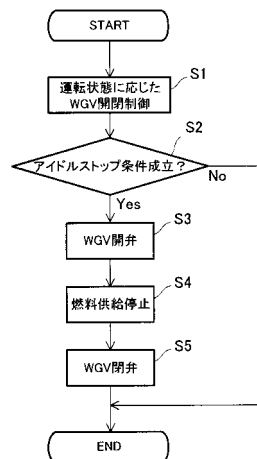 START
運転状態に応じた
WGV開閉制御
S1
アイドルストップ条件成立?
S2
No
Yes
WGV開弁
S3
燃料供給停止
S4
WGV閉弁
S5
END